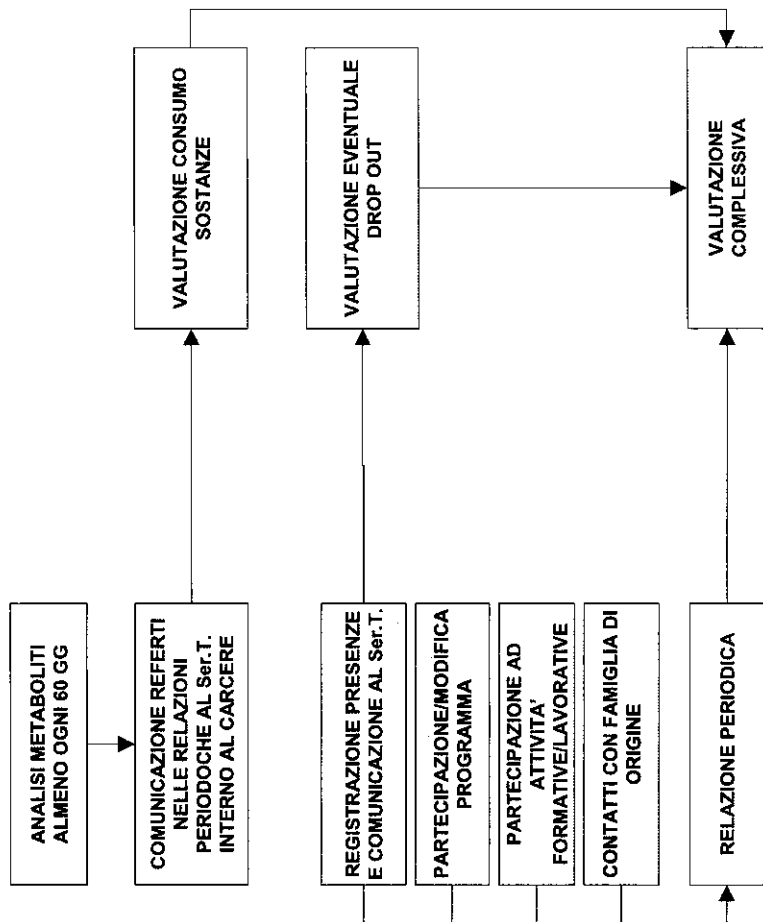 ANALISI METABOLITI
ALMENO OGNI 60 GG
COMUNICAZIONE REFERTI
NELLE RELAZIONI
PERIODOCHE AL Ser.T.
INTERNO AL CARCERE
VALUTAZIONE CONSUMO
SOSTANZE
REGISTRAZIONE PRESENZE
E COMUNICAZIONE AL Ser.T.
VALUTAZIONE EVENTUALE
DROP OUT
PARTECIPAZIONE/MODIFICA
PROGRAMMA
PARTECIPAZIONE AD
ATTIVITA'
FORMATIVE/LAVORATIVE
CONTATTI CON FAMIGLIA DI
ORIGINE
RELAZIONE PERIODICA
VALUTAZIONE
COMPLESSIVA